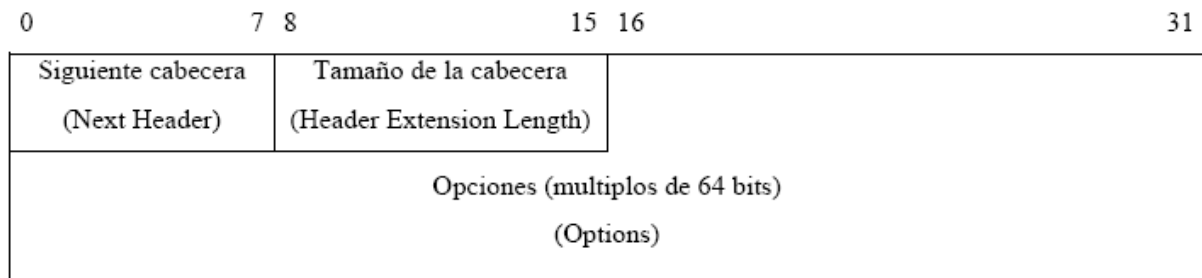 0 7 8 15 16 31
Siguiente cabecera
(Next Header)
Tamaño de la cabecera
(Header Extension Length)
Opciones (multiplos de 64 bits)
(Options)